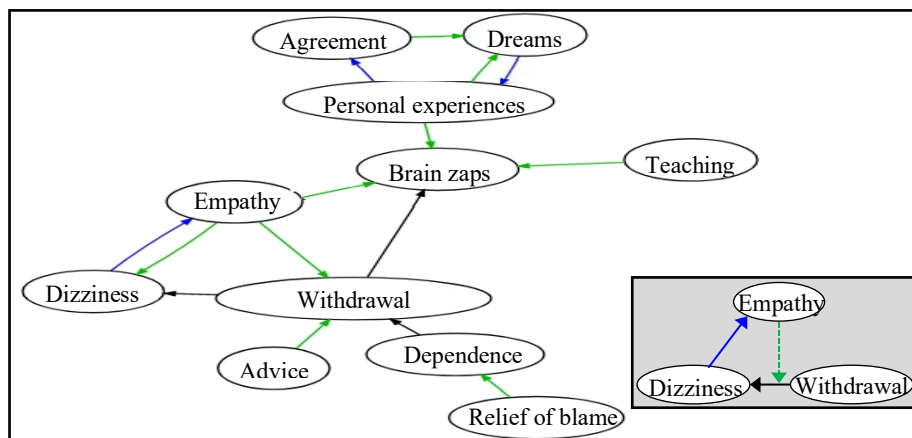 Agreement
Dreams
Personal experiences
Brain zaps
Teaching
Empathy
Dizziness
Withdrawal
Advice
Dependence
Relief of blame
Empathy
Dizziness
Withdrawal